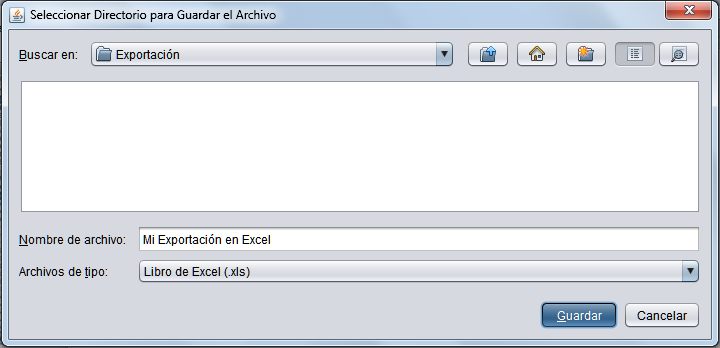 Seleccionar Directorio para Guardar el Archivo
Buscar en: Exportación
Nombre de archivo: Mi Exportación en Excel
Archivos de tipo: Libro de Excel (.xls)
Guardar Cancelar